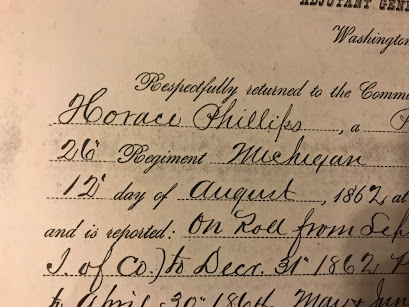 ADJUTANT GENE
Washington
Respectfully returned to the Comm
Horace Phillips, a
26" Regiment Michigan
12" day of August, 1862, at
and is reported: On Roll from Sep
J. of Co.) to Decr. 31" 1862
to April 30" 1864. May &